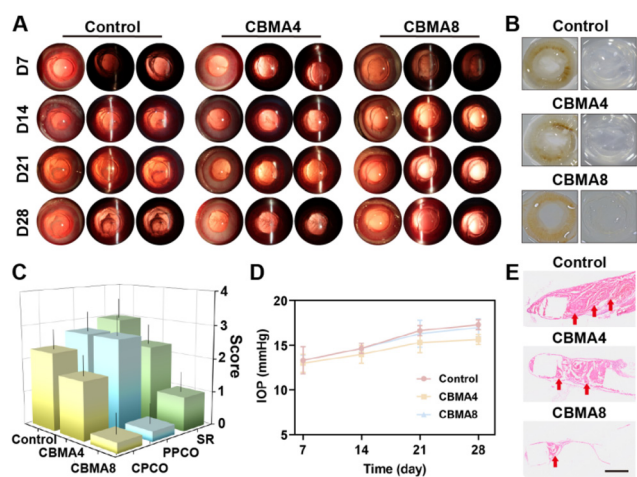 A
Control
CBMA4
CBMA8
D7
D14
D21
D28
B
Control
CBMA4
CBMA8
C
4
3
2
1
0
Score
Control
CBMA4
CBMA8
CPCO
PPCO
SR
D
IOP (mmHg)
20
15
10
5
Control
CBMA4
CBMA8
7
14
21
28
Time (day)
E
Control
CBMA4
CBMA8